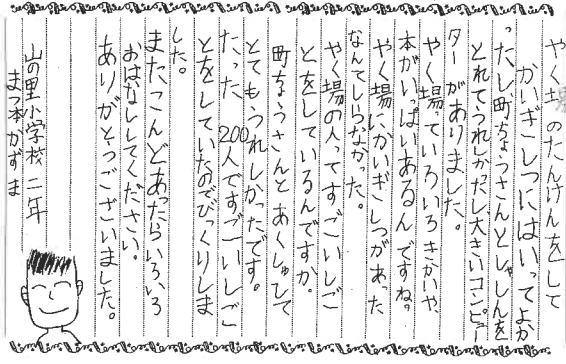 やく場のたんけんをして
かいぎしつにはいってよか
ったし、町ちょうさんとしゃしんを
とれてうれしかったし大きいコンピュー
ターがありました。
やく場っていろいろきかいや、
本がいっぱいあるんですね。
やく場にかいぎしつがあった
なんてしらなかった。
やく場の人ってすごいしご
とをしているんですか。
町ちょうさんとあくしゅして
とてもうれしかったです。
たった200人ですごーいしご
とをしていたのでびっくりしま
した。
またこんどあったらいろいろ
おはなししてください。
ありがとうございました。
山の里小学校 二年
まつ本かずま